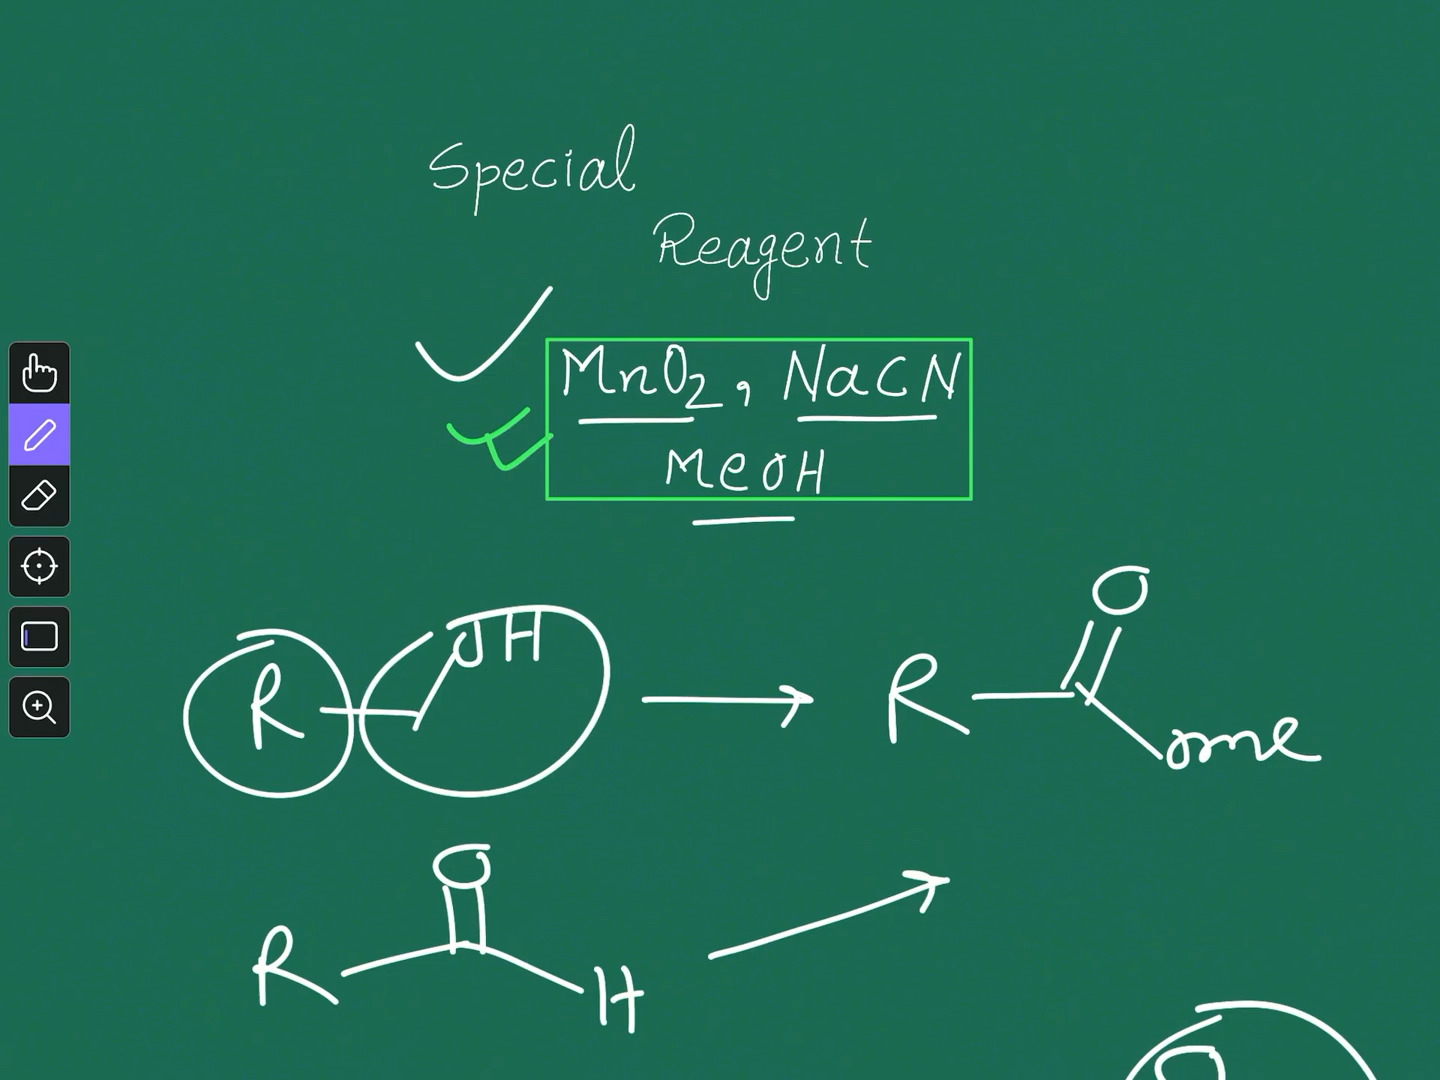 Special
Reagent
MnO2, NaCN
MeOH
R OH → R O ome
R O H
O